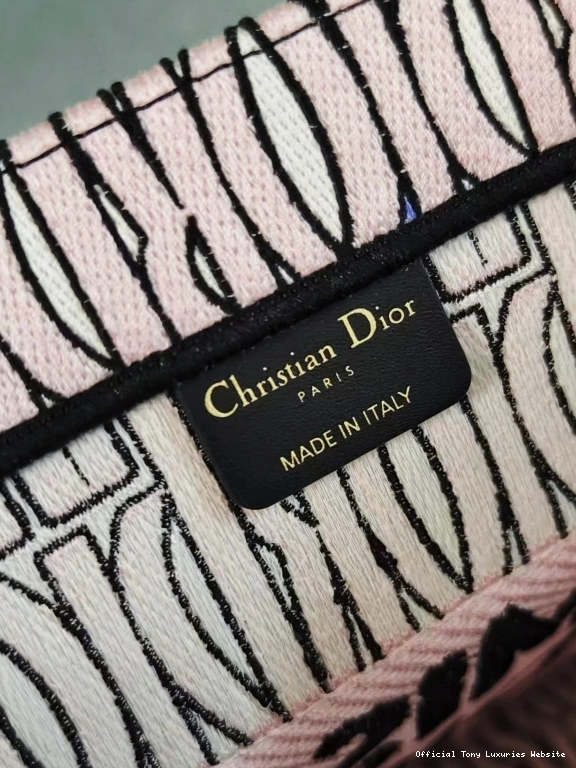 Christian Dior
PARIS
MADE IN ITALY
Official Tony Luxuries Website